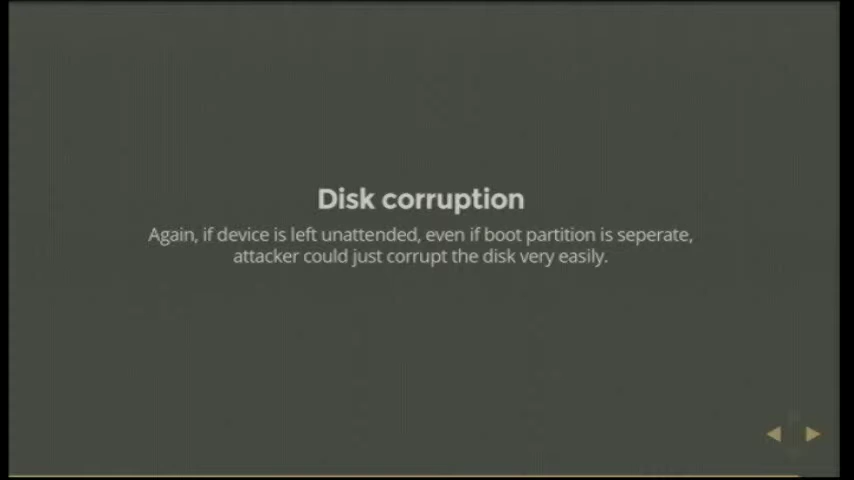 Disk corruption
Again, if device is left unattended, even if boot partition is seperate,
attacker could just corrupt the disk very easily.